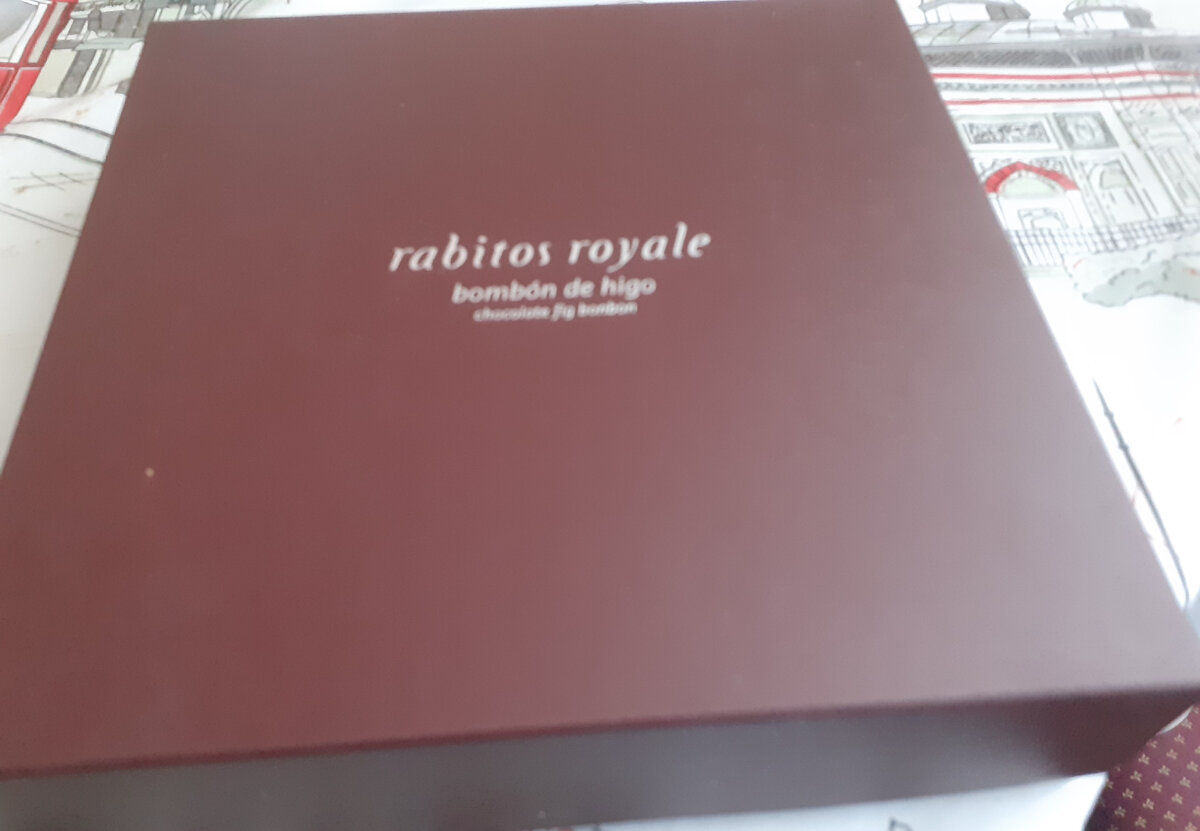 rabitos royale
bombón de higo
chocolate fig bonbon